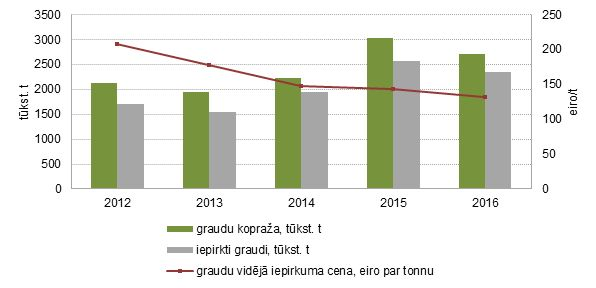 3500
3000
2500
2000
1500
1000
500
0
tūkst. t
250
200
150
100
50
0
eiro/t
2012 2013 2014 2015 2016
graudu kopraža, tūkst. t
iepirkti graudi, tūkst. t
graudu vidējā iepirkuma cena, eiro par tonnu